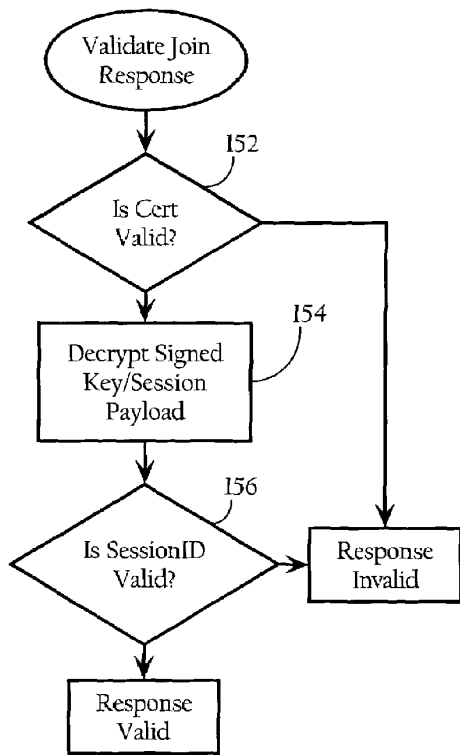 Validate Join
Response
152
Is Cert
Valid?
154
Decrypt Signed
Key/Session
Payload
156
Is SessionID
Valid?
Response
Invalid
Response
Valid